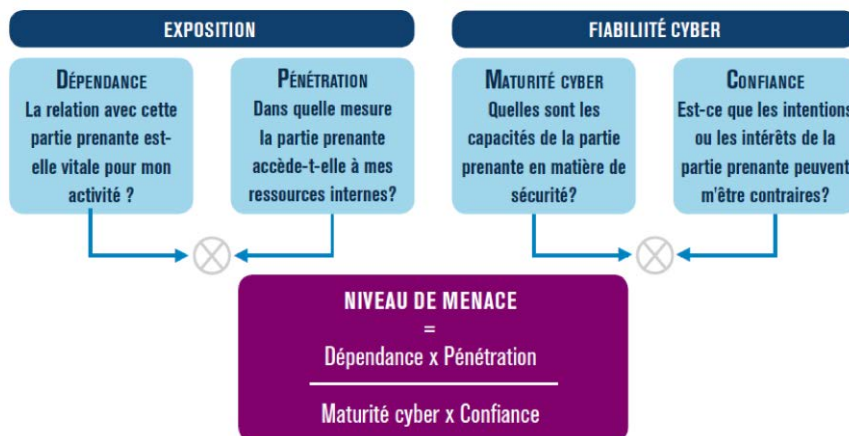 EXPOSITION
FIABILIITÉ CYBER
DÉPENDANCE
La relation avec cette
partie prenante est-
elle vitale pour mon
activité ?
PÉNÉTRATION
Dans quelle mesure
la partie prenante
accède-t-elle à mes
ressources internes?
MATURITÉ CYBER
Quelles sont les
capacités de la partie
prenante en matière de
sécurité?
CONFIANCE
Est-ce que les intentions
ou les intérêts de la
partie prenante peuvent
m'être contraires?
NIVEAU DE MENACE
=
Dépendance x Pénétration
Maturité cyber x Confiance